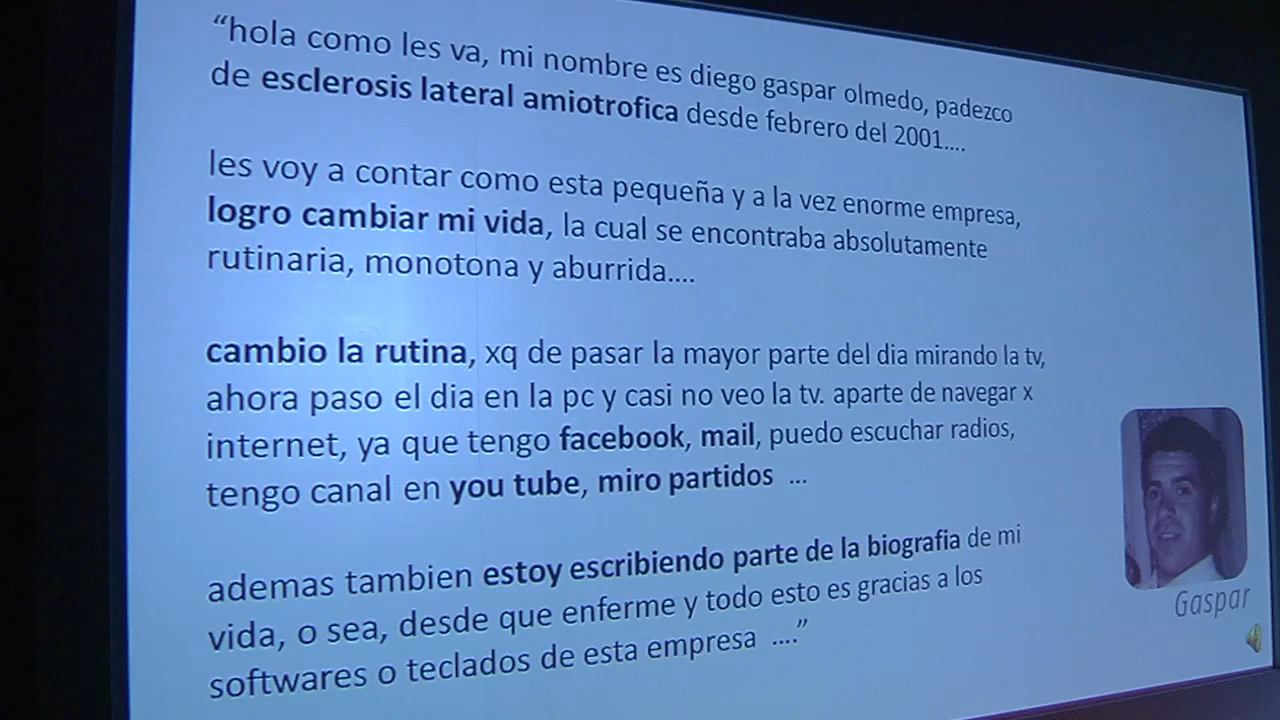 “hola como les va, mi nombre es diego gaspar olmedo, padezco
de esclerosis lateral amiotrofica desde febrero del 2001....
les voy a contar como esta pequeña y a la vez enorme empresa,
logro cambiar mi vida, la cual se encontraba absolutamente
rutinaria, monotona y aburrida....
cambio la rutina, xq de pasar la mayor parte del dia mirando la tv,
ahora paso el dia en la pc y casi no veo la tv. aparte de navegar x
internet, ya que tengo facebook, mail, puedo escuchar radios,
tengo canal en you tube, miro partidos ...
ademas tambien estoy escribiendo parte de la biografia de mi
vida, o sea, desde que enferme y todo esto es gracias a los
softwares o teclados de esta empresa ....”
Gaspar